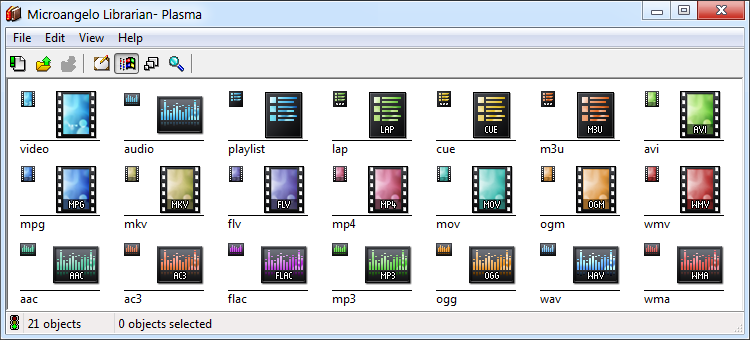 Microangelo Librarian- Plasma
File Edit View Help
LAP CUE M3U AVI
video audio playlist lap cue m3u avi
MPG MKV FLV MP4 MOV OGM WMV
mpg mkv flv mp4 mov ogm wmv
AAC AC3 FLAC MP3 OGG WAV WMA
aac ac3 flac mp3 ogg wav wma
21 objects 0 objects selected